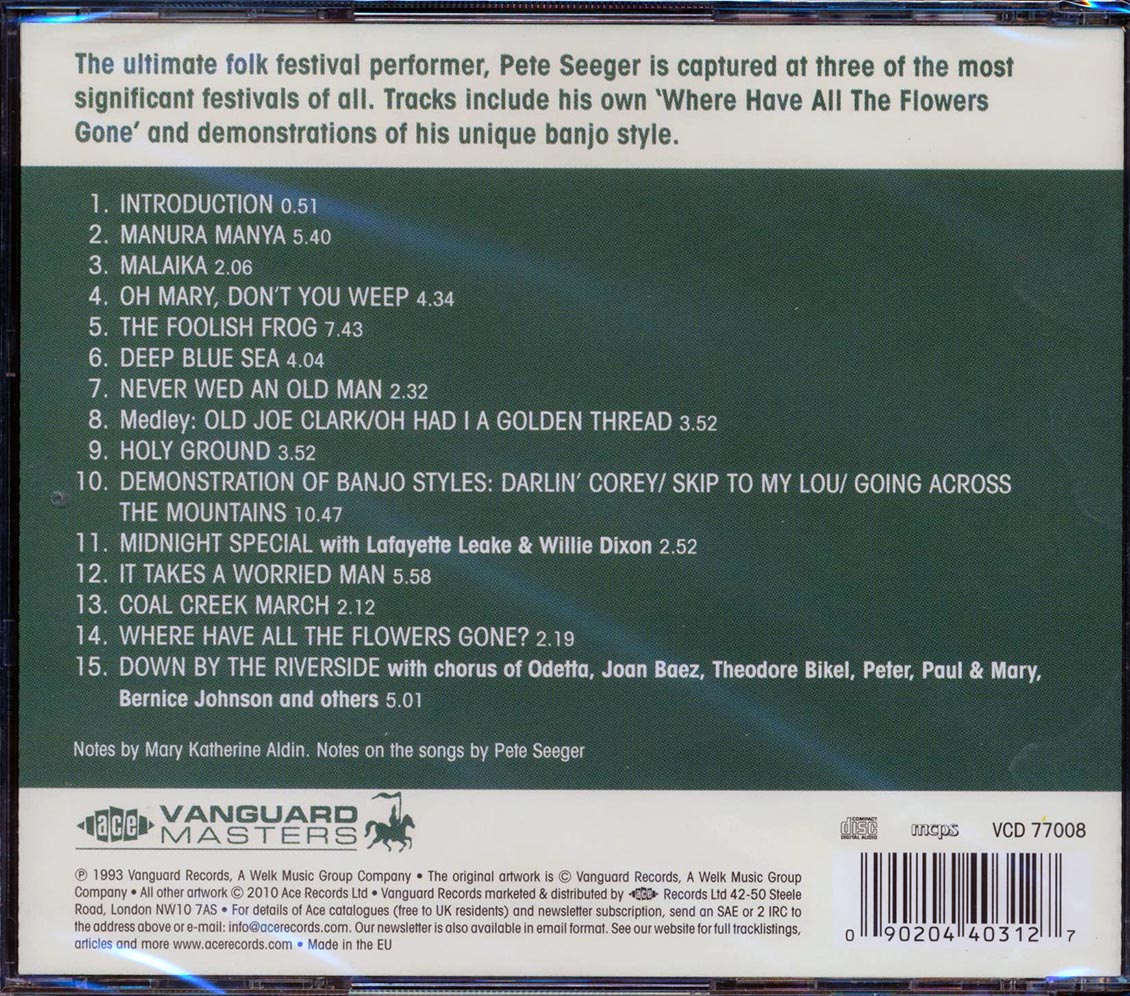 The ultimate folk festival performer, Pete Seeger is captured at three of the most
significant festivals of all. Tracks include his own ‘Where Have All The Flowers
Gone’ and demonstrations of his unique banjo style.
1. INTRODUCTION 0.51
2. MANURA MANYA 5.40
3. MALAIKA 2.06
4. OH MARY, DON’T YOU WEEP 4.34
5. THE FOOLISH FROG 7.43
6. DEEP BLUE SEA 4.04
7. NEVER WED AN OLD MAN 2.32
8. Medley: OLD JOE CLARK/OH HAD I A GOLDEN THREAD 3.52
9. HOLY GROUND 3.52
10. DEMONSTRATION OF BANJO STYLES: DARLIN’ COREY/ SKIP TO MY LOU/ GOING ACROSS
THE MOUNTAINS 10.47
11. MIDNIGHT SPECIAL with Lafayette Leake & Willie Dixon 2.52
12. IT TAKES A WORRIED MAN 5.58
13. COAL CREEK MARCH 2.12
14. WHERE HAVE ALL THE FLOWERS GONE? 2.19
15. DOWN BY THE RIVERSIDE with chorus of Odetta, Joan Baez, Theodore Bikel, Peter, Paul & Mary,
Bernice Johnson and others 5.01
Notes by Mary Katherine Aldin. Notes on the songs by Pete Seeger
ace VANGUARD
MASTERS
COMPACT
disc
DIGITAL AUDIO
mcps
VCD 77008
℗ 1993 Vanguard Records, A Welk Music Group Company • The original artwork is © Vanguard Records, A Welk Music Group
Company • All other artwork © 2010 Ace Records Ltd • Vanguard Records marketed & distributed by ace Records Ltd 42-50 Steele
Road, London NW10 7AS • For details of Ace catalogues (free to UK residents) and newsletter subscription, send an SAE or 2 IRC to
the address above or e-mail: info@acerecords.com. Our newsletter is also available in email format. See our website for full tracklistings,
articles and more www.acerecords.com • Made in the EU
0 90204 40312 7